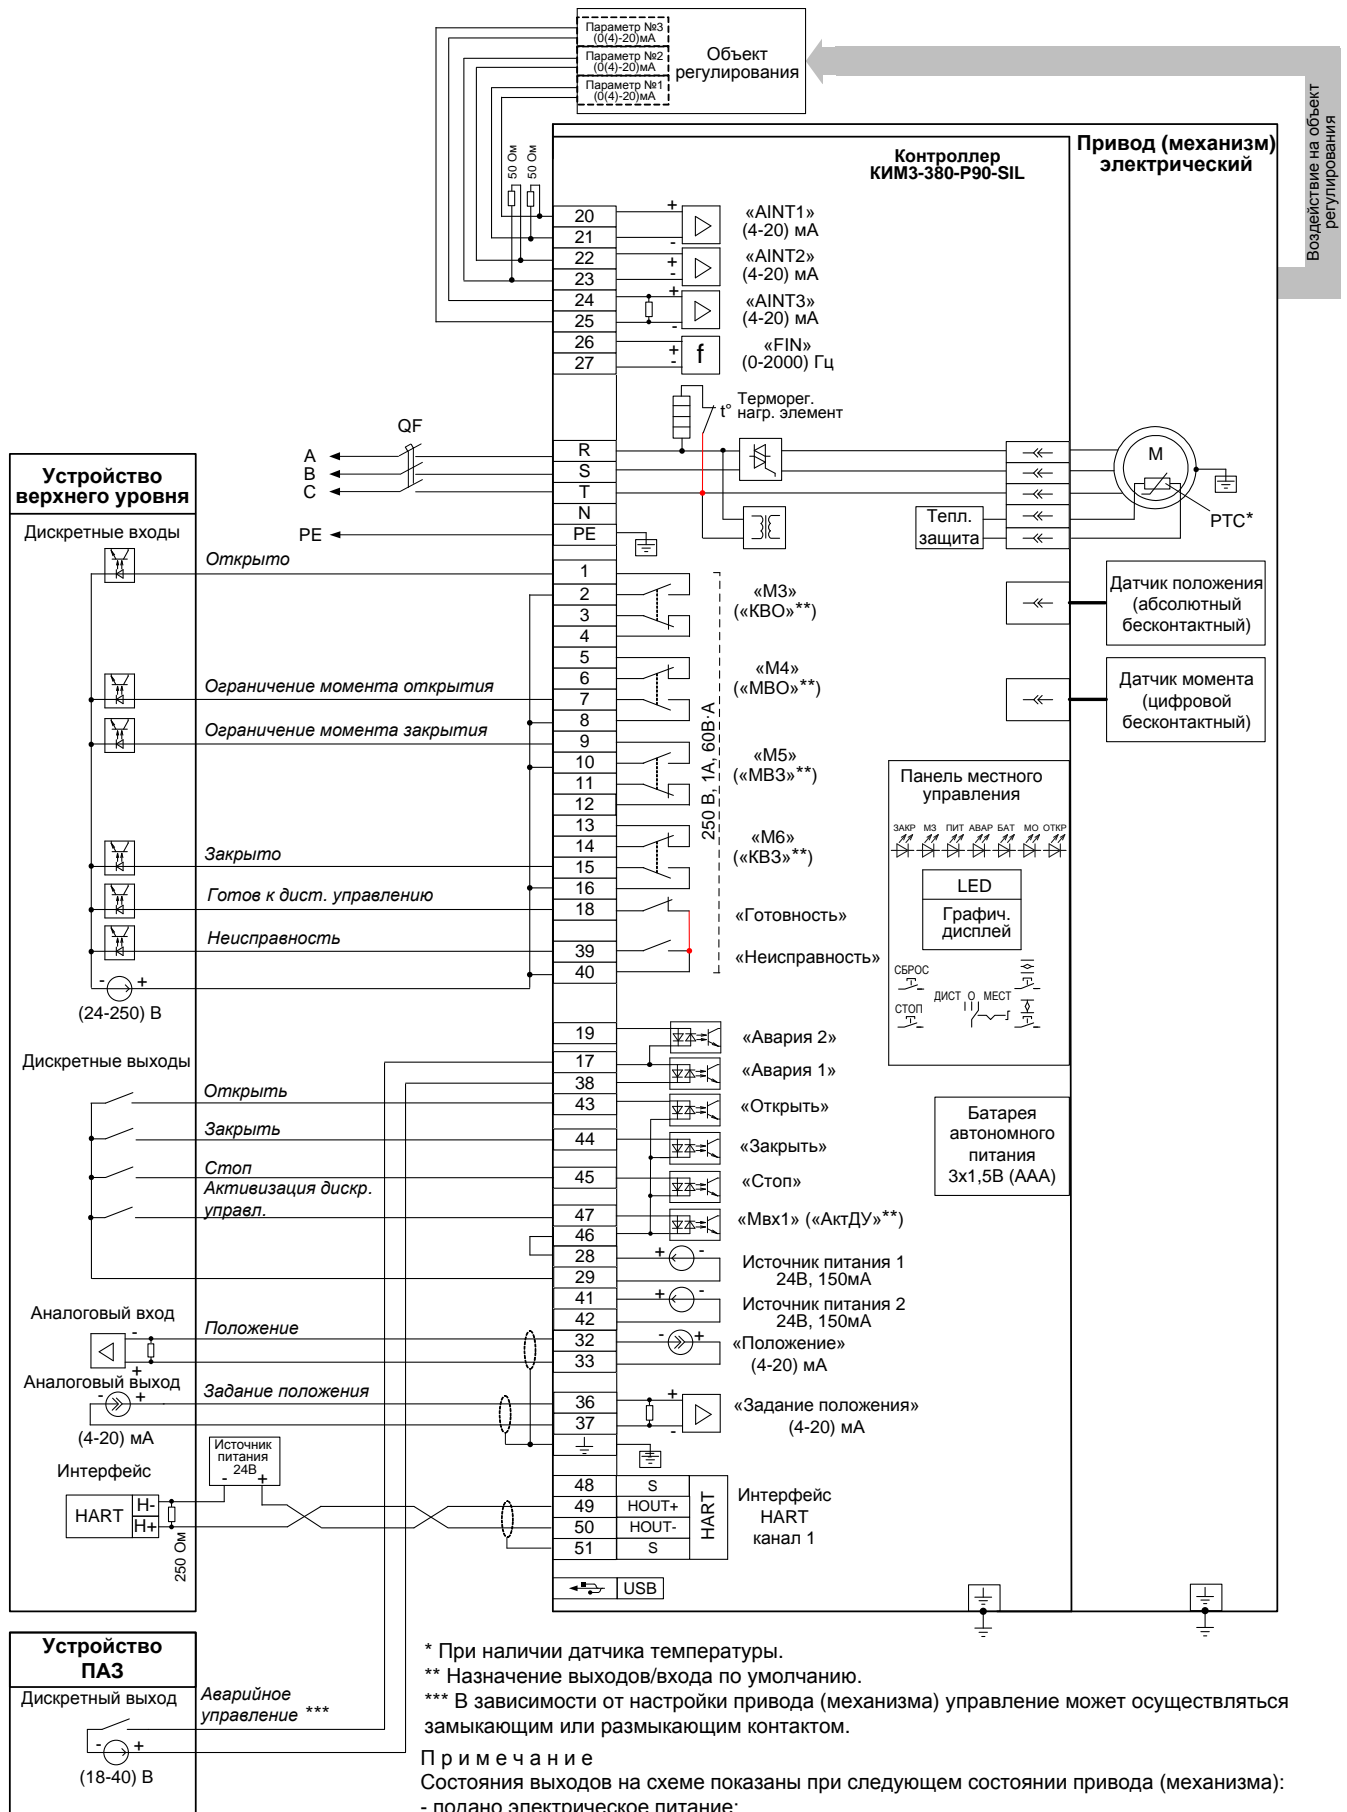 Параметр №3
(0(4)-20)мА
Параметр №2
(0(4)-20)мА
Параметр №1
(0(4)-20)мА
Объект
регулирования
Воздействие на объект
регулирования
Контроллер
КИМ3-380-Р90-SIL
Привод (механизм)
электрический
50 Ом
50 Ом
20
21
22
23
24
25
26
27
+
-
«AINT1»
(4-20) мА
+
-
«AINT2»
(4-20) мА
+
-
«AINT3»
(4-20) мА
+
-
f
«FIN»
(0-2000) Гц
t°
Терморег.
нагр. элемент
QF
A
B
C
PE
R
S
T
N
PE
M
PTC*
Тепл.
защита
Устройство
верхнего уровня
Дискретные входы
Открыто
Ограничение момента открытия
Ограничение момента закрытия
Закрыто
Готов к дист. управлению
Неисправность
- +
(24-250) В
1
2
3
4
5
6
7
8
9
10
11
12
13
14
15
16
18
39
40
«М3»
(«КВО»**)
«М4»
(«МВО»**)
«М5»
(«МВЗ»**)
«М6»
(«КВЗ»**)
«Готовность»
«Неисправность»
250 В, 1А, 60В·А
Датчик положения
(абсолютный
бесконтактный)
Датчик момента
(цифровой
бесконтактный)
Панель местного
управления
ЗАКР МЗ ПИТ АВАР БАТ МО ОТКР
LED
Графич.
дисплей
СБРОС
СТОП
ДИСТ О МЕСТ
Батарея
автономного
питания
3х1,5В (ААА)
Дискретные выходы
Открыть
Закрыть
Стоп
Активизация дискр.
управл.
19
17
38
43
44
45
47
46
28
29
41
42
32
33
36
37
«Авария 2»
«Авария 1»
«Открыть»
«Закрыть»
«Стоп»
«Мвх1» («АктДУ»**)
+ -
Источник питания 1
24В, 150мА
+ -
Источник питания 2
24В, 150мА
- +
«Положение»
(4-20) мА
+
-
«Задание положения»
(4-20) мА
Аналоговый вход
-
+
Положение
Аналоговый выход
- +
(4-20) мА
Задание положения
Интерфейс
HART
H-
H+
250 Ом
Источник
питания
24В
- +
48 S
49 HOUT+
50 HOUT-
51 S
HART
Интерфейс
HART
канал 1
USB
Устройство
ПАЗ
Дискретный выход
- +
(18-40) В
Аварийное
управление ***
* При наличии датчика температуры.
** Назначение выходов/входа по умолчанию.
*** В зависимости от настройки привода (механизма) управление может осуществляться
замыкающим или размыкающим контактом.
П р и м е ч а н и е
Состояния выходов на схеме показаны при следующем состоянии привода (механизма):
- подано электрическое питание;